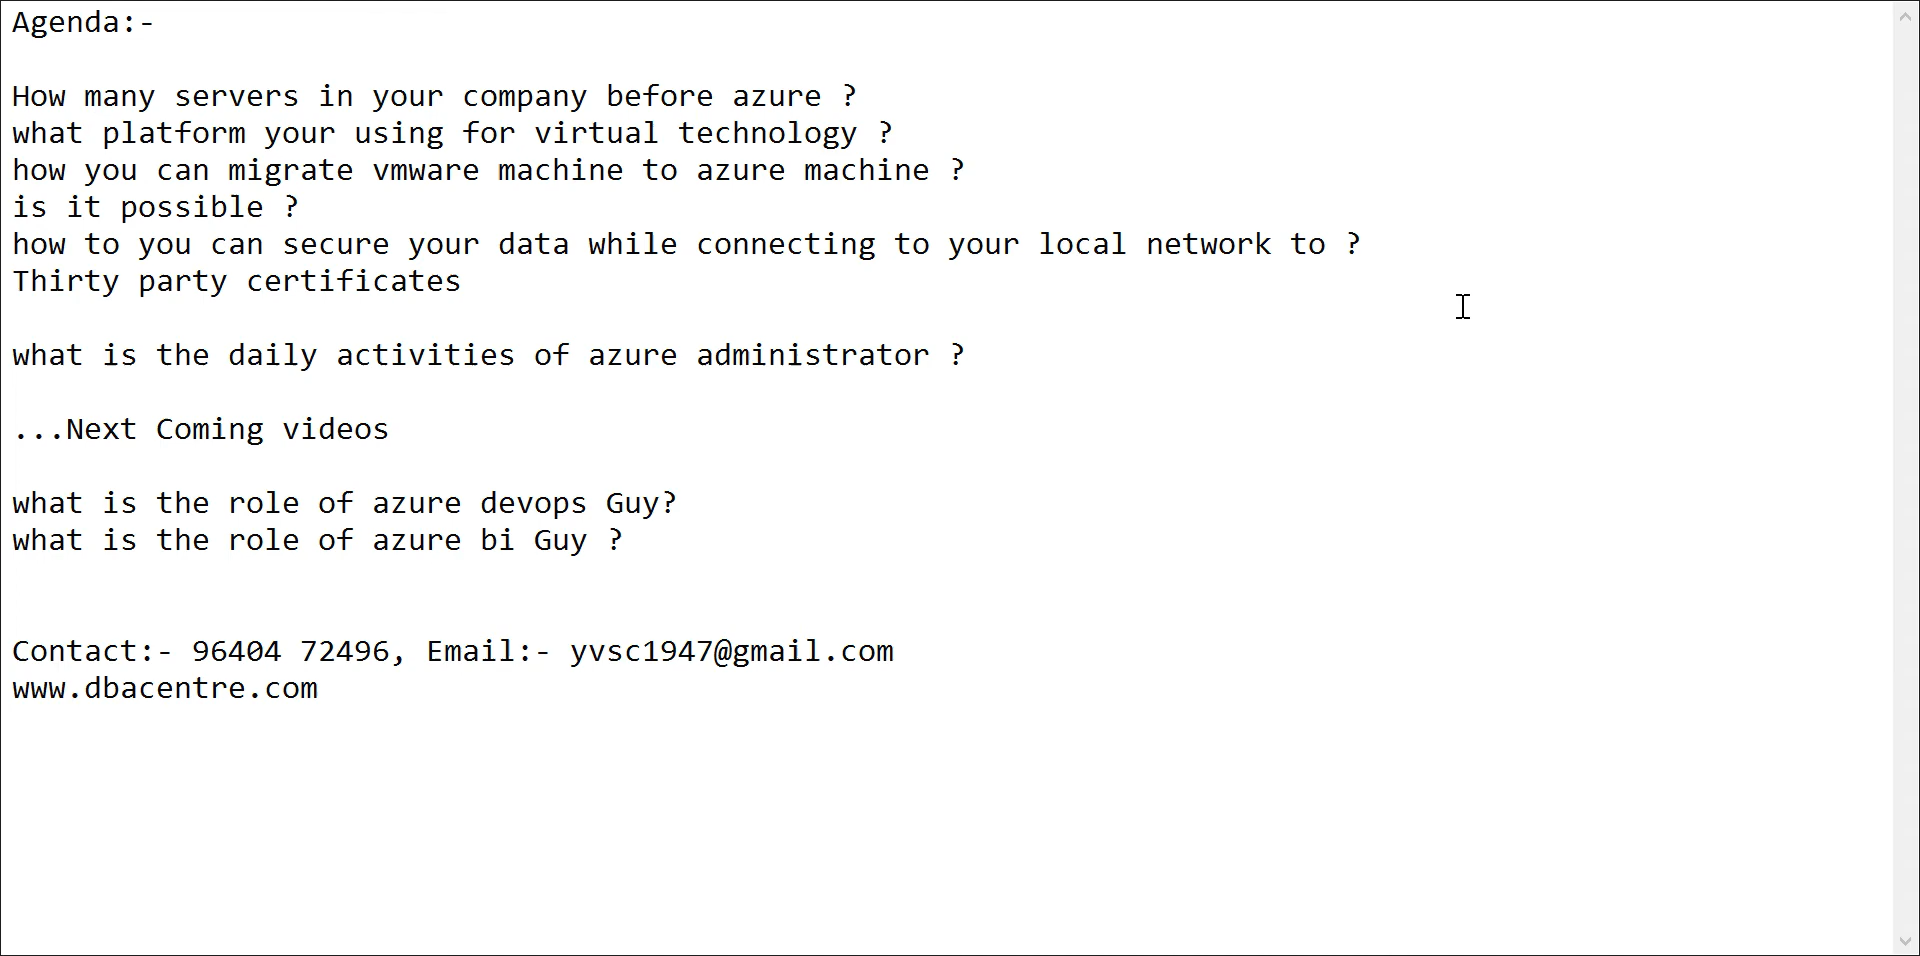 Agenda:-
How many servers in your company before azure ?
what platform your using for virtual technology ?
how you can migrate vmware machine to azure machine ?
is it possible ?
how to you can secure your data while connecting to your local network to ?
Thirty party certificates
what is the daily activities of azure administrator ?
...Next Coming videos
what is the role of azure devops Guy?
what is the role of azure bi Guy ?
Contact:- 96404 72496, Email:- yvsc1947@gmail.com
www.dbacentre.com